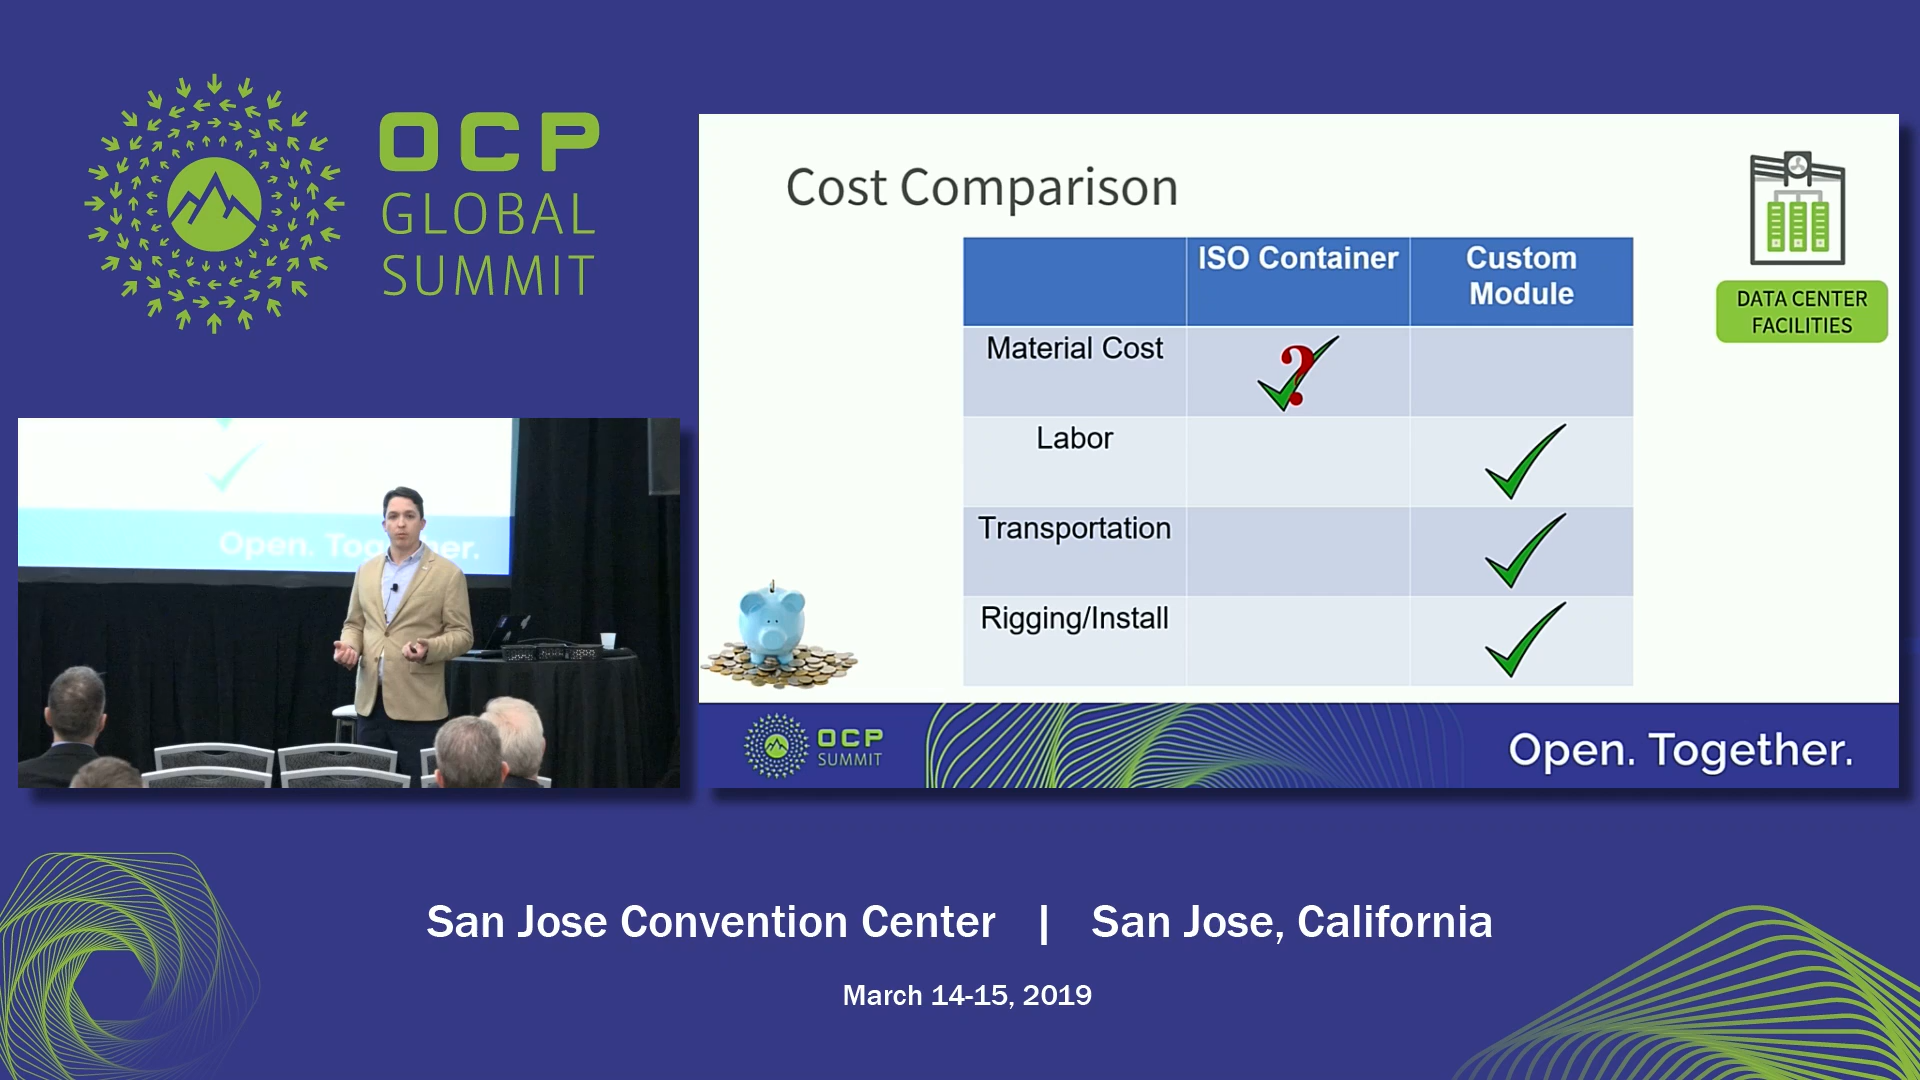 OCP
GLOBAL
SUMMIT
Open. Together.
Cost Comparison
ISO Container
Custom
Module
Material Cost
?
Labor
Transportation
Rigging/Install
DATA CENTER
FACILITIES
OCP
SUMMIT
Open. Together.
San Jose Convention Center | San Jose, California
March 14-15, 2019